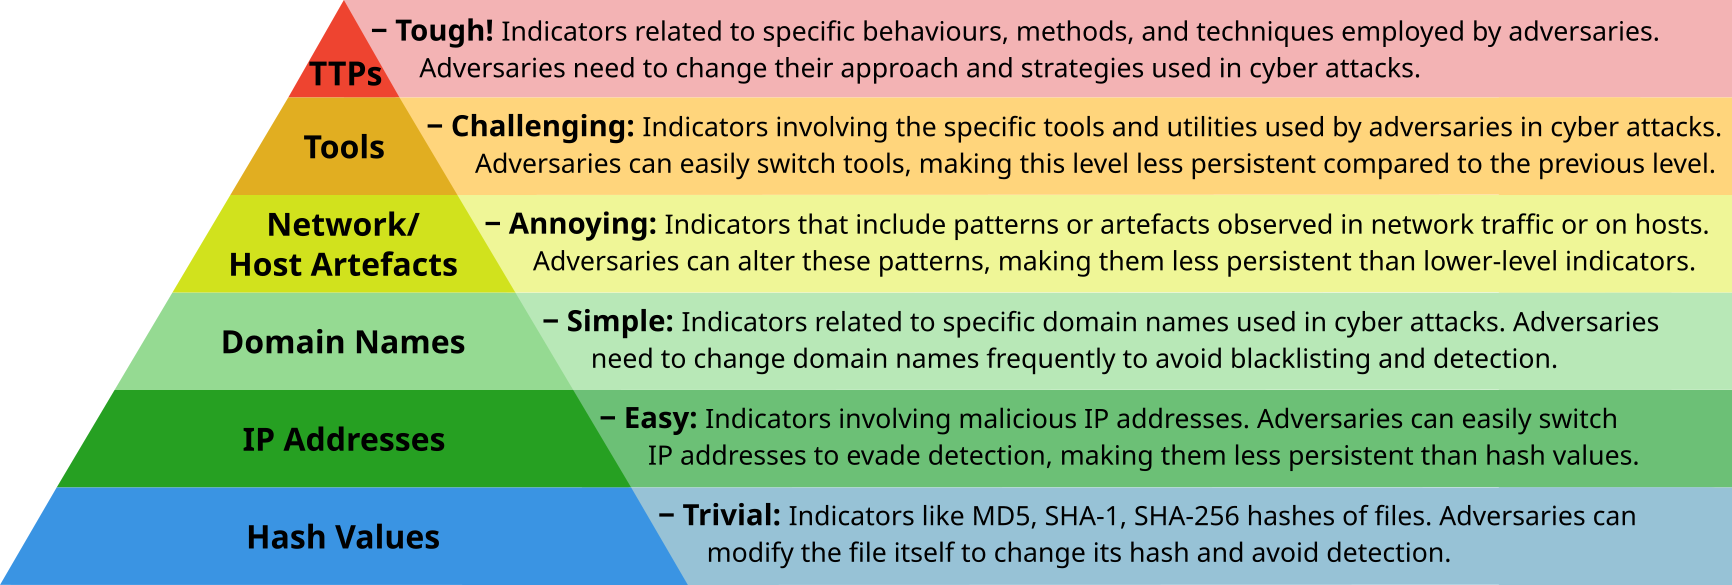 TTPs
– Tough! Indicators related to specific behaviours, methods, and techniques employed by adversaries.
Adversaries need to change their approach and strategies used in cyber attacks.
Tools
– Challenging: Indicators involving the specific tools and utilities used by adversaries in cyber attacks.
Adversaries can easily switch tools, making this level less persistent compared to the previous level.
Network/
Host Artefacts
– Annoying: Indicators that include patterns or artefacts observed in network traffic or on hosts.
Adversaries can alter these patterns, making them less persistent than lower-level indicators.
Domain Names
– Simple: Indicators related to specific domain names used in cyber attacks. Adversaries
need to change domain names frequently to avoid blacklisting and detection.
IP Addresses
– Easy: Indicators involving malicious IP addresses. Adversaries can easily switch
IP addresses to evade detection, making them less persistent than hash values.
Hash Values
– Trivial: Indicators like MD5, SHA-1, SHA-256 hashes of files. Adversaries can
modify the file itself to change its hash and avoid detection.